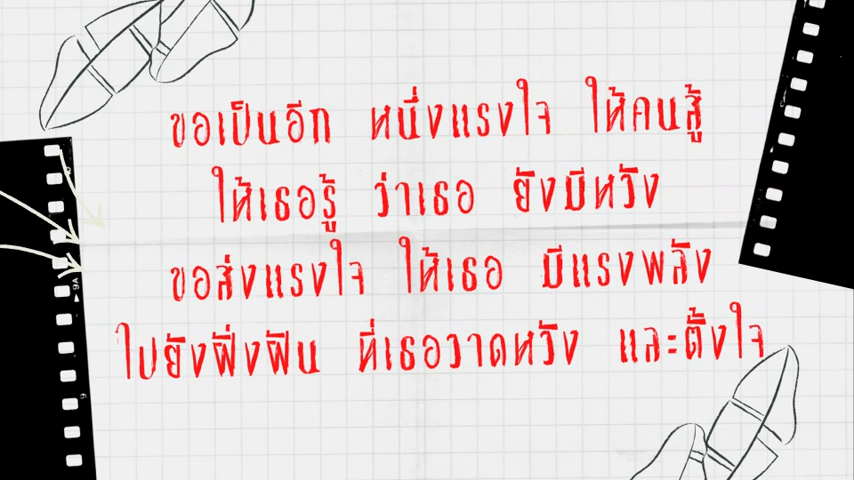 ขอเป็นอีก หนึ่งแรงใจ ให้คนสู้
ให้เธอรู้ ว่าเธอ ยังมีหวัง
ขอส่งแรงใจ ให้เธอ มีแรงพลัง
ไปยังฝั่งฝัน ที่เธอวาดหวัง และตั้งใจ